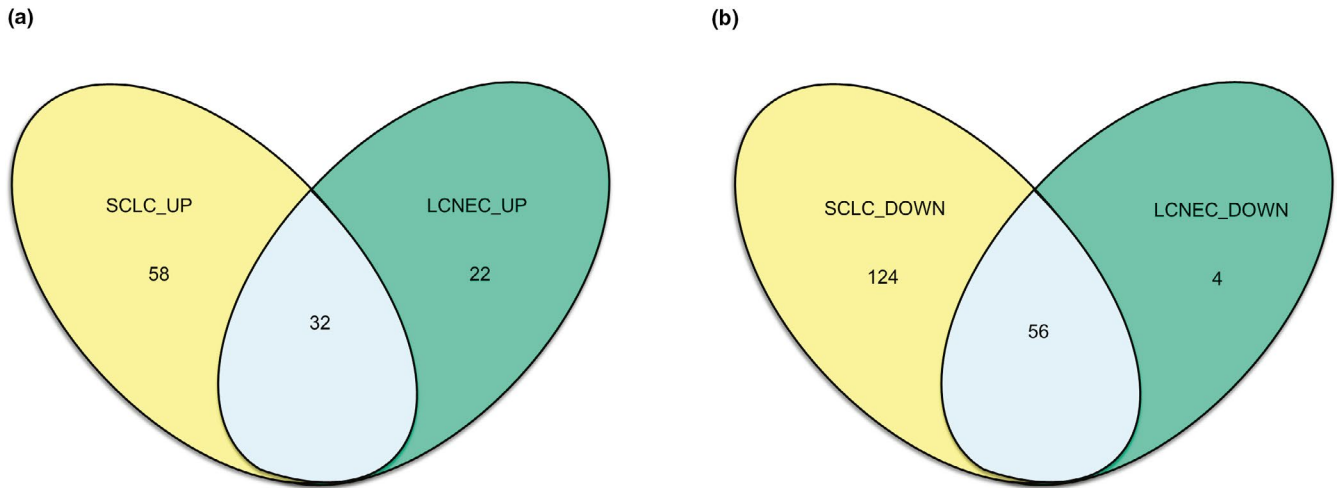 (a)
SCLC_UP
LCNEC_UP
58
22
32
(b)
SCLC_DOWN
LCNEC_DOWN
124
4
56